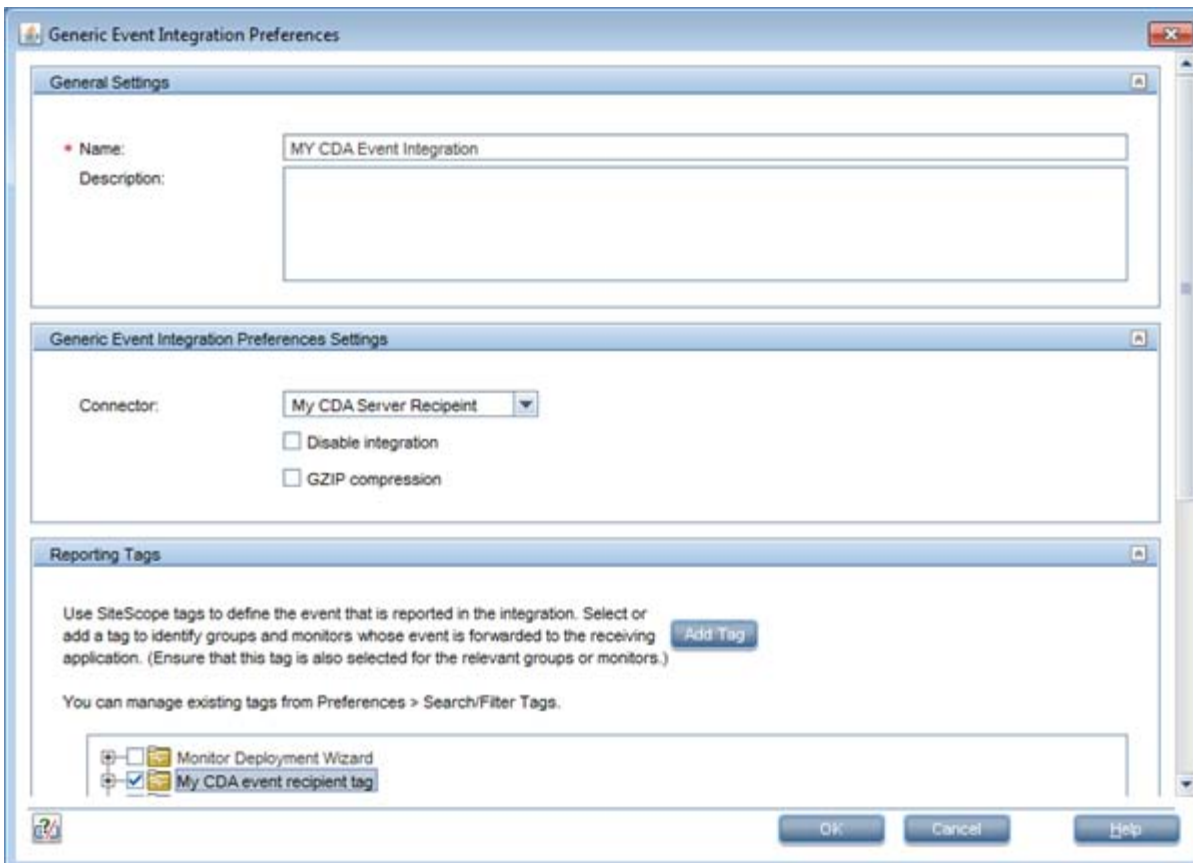 Generic Event Integration Preferences
General Settings
* Name:
MY CDA Event Integration
Description:
Generic Event Integration Preferences Settings
Connector:
My CDA Server Recipeint
Disable integration
GZIP compression
Reporting Tags
Use SiteScope tags to define the event that is reported in the integration. Select or
add a tag to identify groups and monitors whose event is forwarded to the receiving
application. (Ensure that this tag is also selected for the relevant groups or monitors.)
Add Tag
You can manage existing tags from Preferences > Search/Filter Tags.
Monitor Deployment Wizard
My CDA event recipient tag
OK
Cancel
Help